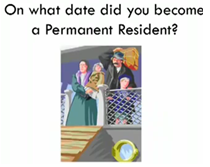 On what date did you become
a Permanent Resident?